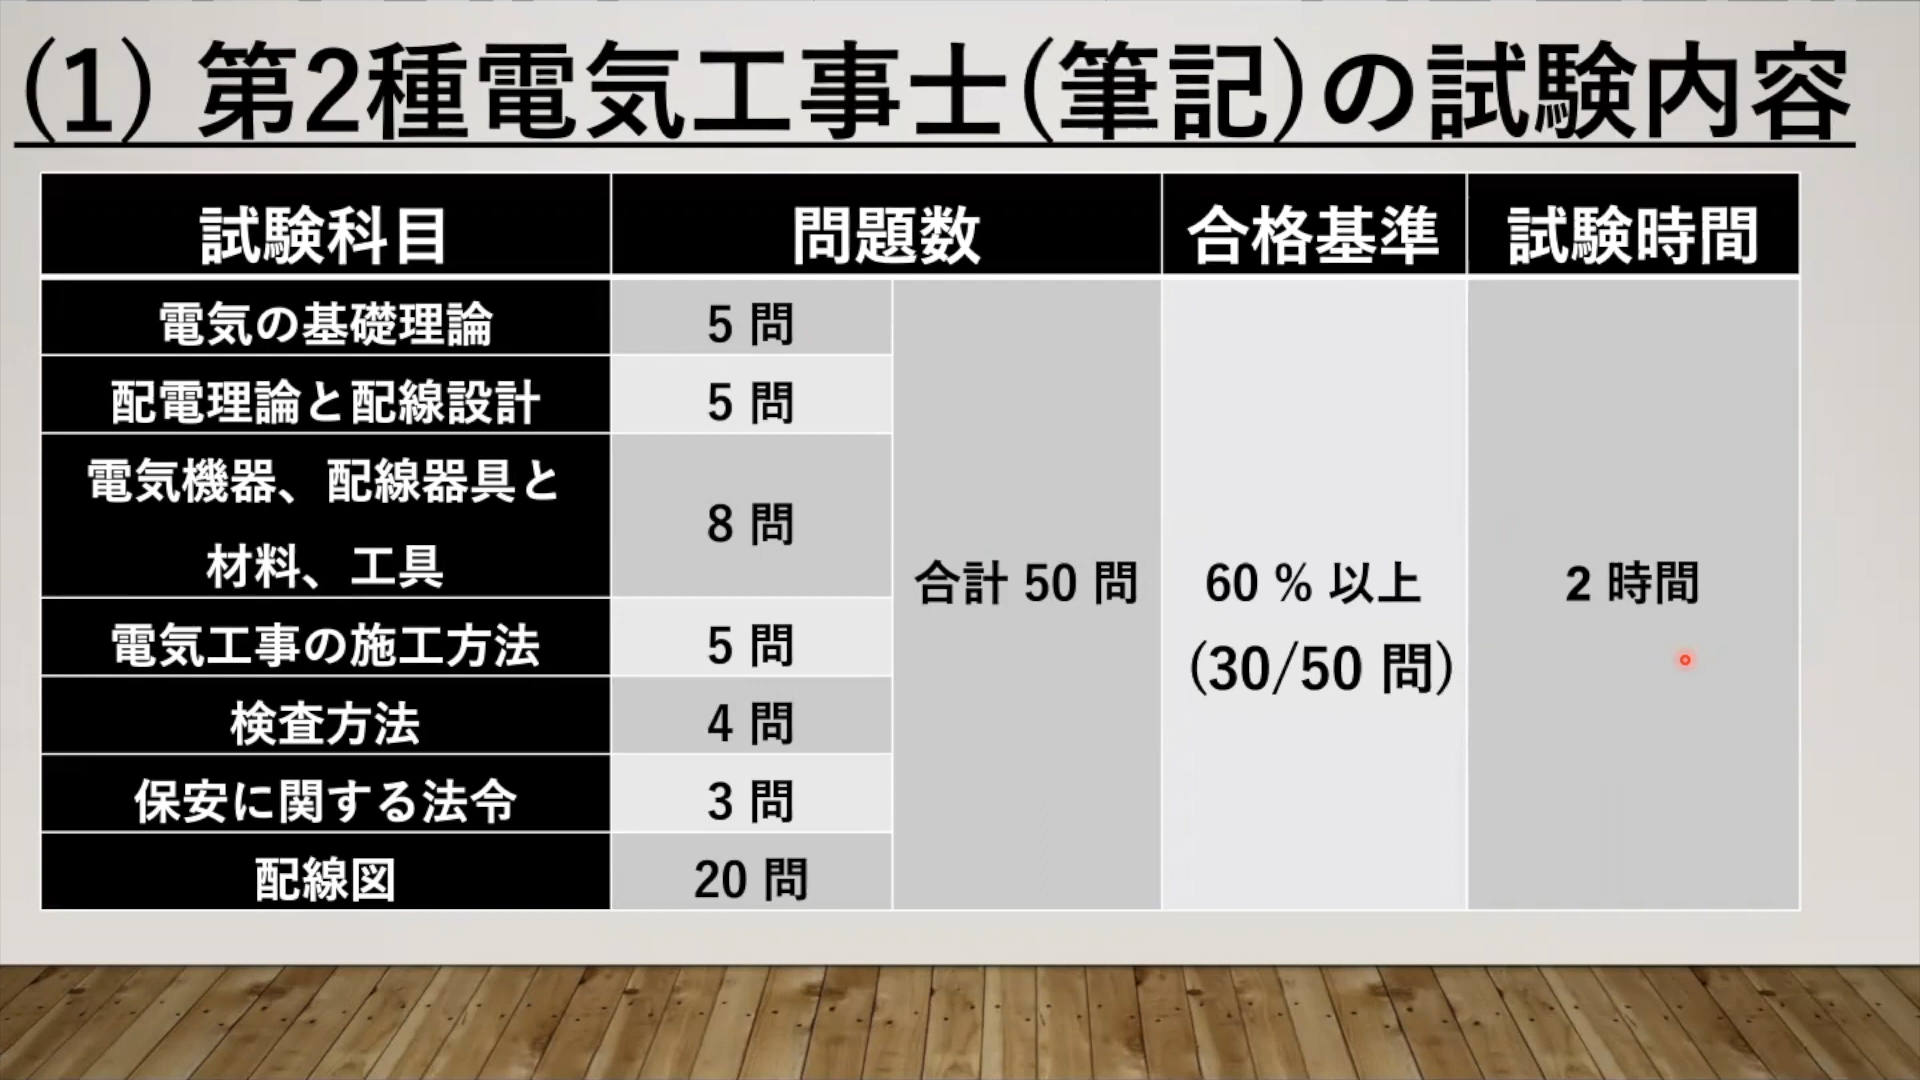 (1) 第2種電気工事士(筆記)の試験内容
試験科目 問題数 合格基準 試験時間
電気の基礎理論 5 問
配電理論と配線設計 5 問
電気機器、配線器具と
材料、工具
8 問
電気工事の施工方法 5 問
検査方法 4 問
保安に関する法令 3 問
配線図 20 問
合計 50 問
60 % 以上
(30/50 問)
2 時間